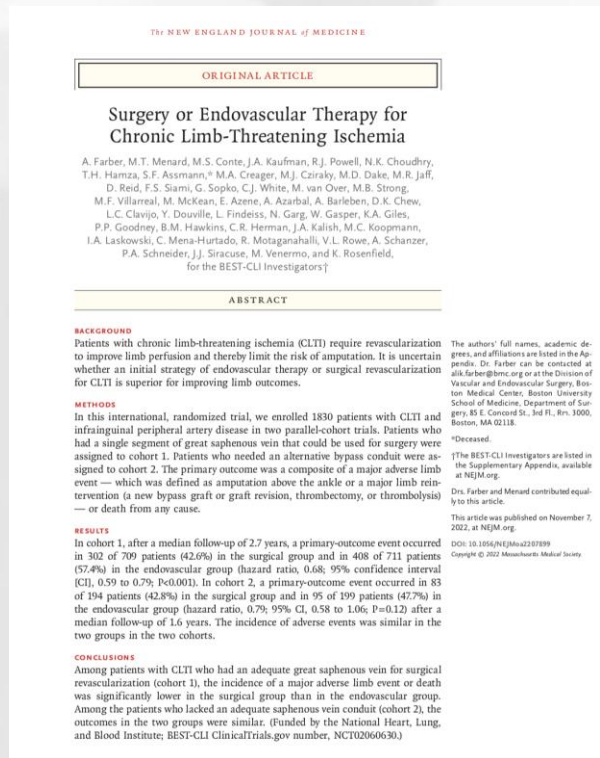 The NEW ENGLAND JOURNAL of MEDICINE
ORIGINAL ARTICLE
Surgery or Endovascular Therapy for
Chronic Limb-Threatening Ischemia
A. Farber, M.T. Menard, M.S. Conte, J.A. Kaufman, R.J. Powell, N.K. Choudhry,
T.H. Hamza, S.F. Assmann,* M.A. Creager, M.J. Cziraky, M.D. Dake, M.R. Jaff,
D. Reid, F.S. Siami, G. Sopko, C.J. White, M. van Over, M.B. Strong,
M.F. Villarreal, M. McKean, E. Azene, A. Azarbal, A. Barleben, D.K. Chew,
L.C. Clavijo, Y. Douville, L. Findeiss, N. Garg, W. Gasper, K.A. Giles,
P.P. Goodney, B.M. Hawkins, C.R. Herman, J.A. Kalish, M.C. Koopmann,
I.A. Laskowski, C. Mena-Hurtado, R. Motaganahalli, V.L. Rowe, A. Schanzer,
P.A. Schneider, J.J. Siracuse, M. Venermo, and K. Rosenfield,
for the BEST-CLI Investigators†
ABSTRACT
BACKGROUND
Patients with chronic limb-threatening ischemia (CLTI) require revascularization
to improve limb perfusion and thereby limit the risk of amputation. It is uncertain
whether an initial strategy of endovascular therapy or surgical revascularization
for CLTI is superior for improving limb outcomes.
METHODS
In this international, randomized trial, we enrolled 1830 patients with CLTI and
infrainguinal peripheral artery disease in two parallel-cohort trials. Patients who
had a single segment of great saphenous vein that could be used for surgery were
assigned to cohort 1. Patients who needed an alternative bypass conduit were as-
signed to cohort 2. The primary outcome was a composite of a major adverse limb
event — which was defined as amputation above the ankle or a major limb rein-
tervention (a new bypass graft or graft revision, thrombectomy, or thrombolysis)
— or death from any cause.
RESULTS
In cohort 1, after a median follow-up of 2.7 years, a primary-outcome event occurred
in 302 of 709 patients (42.6%) in the surgical group and in 408 of 711 patients
(57.4%) in the endovascular group (hazard ratio, 0.68; 95% confidence interval
[CI], 0.59 to 0.79; P<0.001). In cohort 2, a primary-outcome event occurred in 83
of 194 patients (42.8%) in the surgical group and in 95 of 199 patients (47.7%) in
the endovascular group (hazard ratio, 0.79; 95% CI, 0.58 to 1.06; P=0.12) after a
median follow-up of 1.6 years. The incidence of adverse events was similar in the
two groups in the two cohorts.
CONCLUSIONS
Among patients with CLTI who had an adequate great saphenous vein for surgical
revascularization (cohort 1), the incidence of a major adverse limb event or death
was significantly lower in the surgical group than in the endovascular group.
Among the patients who lacked an adequate saphenous vein conduit (cohort 2), the
outcomes in the two groups were similar. (Funded by the National Heart, Lung,
and Blood Institute; BEST-CLI ClinicalTrials.gov number, NCT02060630.)
The authors' full names, academic de-
grees, and affiliations are listed in the Ap-
pendix. Dr. Farber can be contacted at
alik.farber@bmc.org or at the Division of
Vascular and Endovascular Surgery, Bos-
ton Medical Center, Boston University
School of Medicine, Department of Sur-
gery, 85 E. Concord St., 3rd Fl., Rm. 3000,
Boston, MA 02118.
*Deceased.
†The BEST-CLI Investigators are listed in
the Supplementary Appendix, available
at NEJM.org.
Drs. Farber and Menard contributed equal-
ly to this article.
This article was published on November 7,
2022, at NEJM.org.
DOI: 10.1056/NEJMoa2207899
Copyright © 2022 Massachusetts Medical Society.